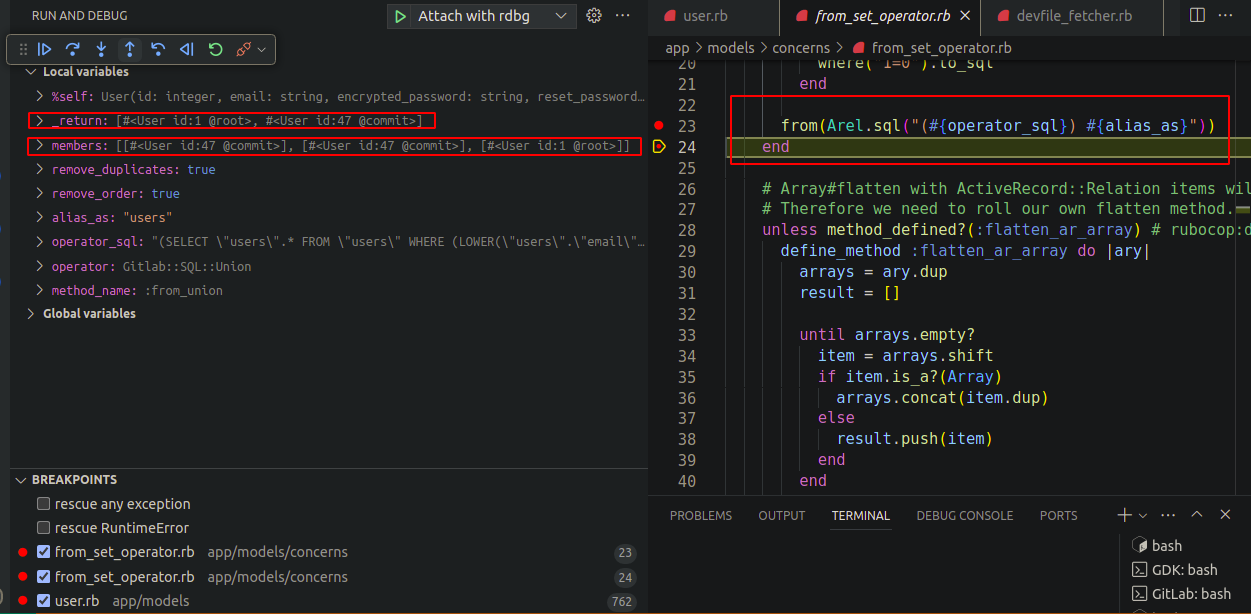 RUN AND DEBUG
Attach with rdbg
Local variables
%self: User(id: integer, email: string, encrypted_password: string, reset_password…
_return: [#<User id:1 @root>, #<User id:47 @commit>]
members: [[#<User id:47 @commit>], [#<User id:47 @commit>], [#<User id:1 @root>]]
remove_duplicates: true
remove_order: true
alias_as: "users"
operator_sql: "(SELECT \"users\".* FROM \"users\" WHERE (LOWER(\"users\".\"email\"…
operator: Gitlab::SQL::Union
method_name: :from_union
Global variables
BREAKPOINTS
rescue any exception
rescue RuntimeError
from_set_operator.rb app/models/concerns 23
from_set_operator.rb app/models/concerns 24
user.rb app/models 762
user.rb
from_set_operator.rb
devfile_fetcher.rb
app > models > concerns > from_set_operator.rb
20 where("1=0").to_sql
21 end
22
23 from(Arel.sql("(#{operator_sql}) #{alias_as}"))
24 end
25
26 # Array#flatten with ActiveRecord::Relation items wil
27 # Therefore we need to roll our own flatten method.
28 unless method_defined?(:flatten_ar_array) # rubocop:d
29 define_method :flatten_ar_array do |ary|
30 arrays = ary.dup
31 result = []
32
33 until arrays.empty?
34 item = arrays.shift
35 if item.is_a?(Array)
36 arrays.concat(item.dup)
37 else
38 result.push(item)
39 end
40 end
PROBLEMS OUTPUT TERMINAL DEBUG CONSOLE PORTS
bash
GDK: bash
GitLab: bash